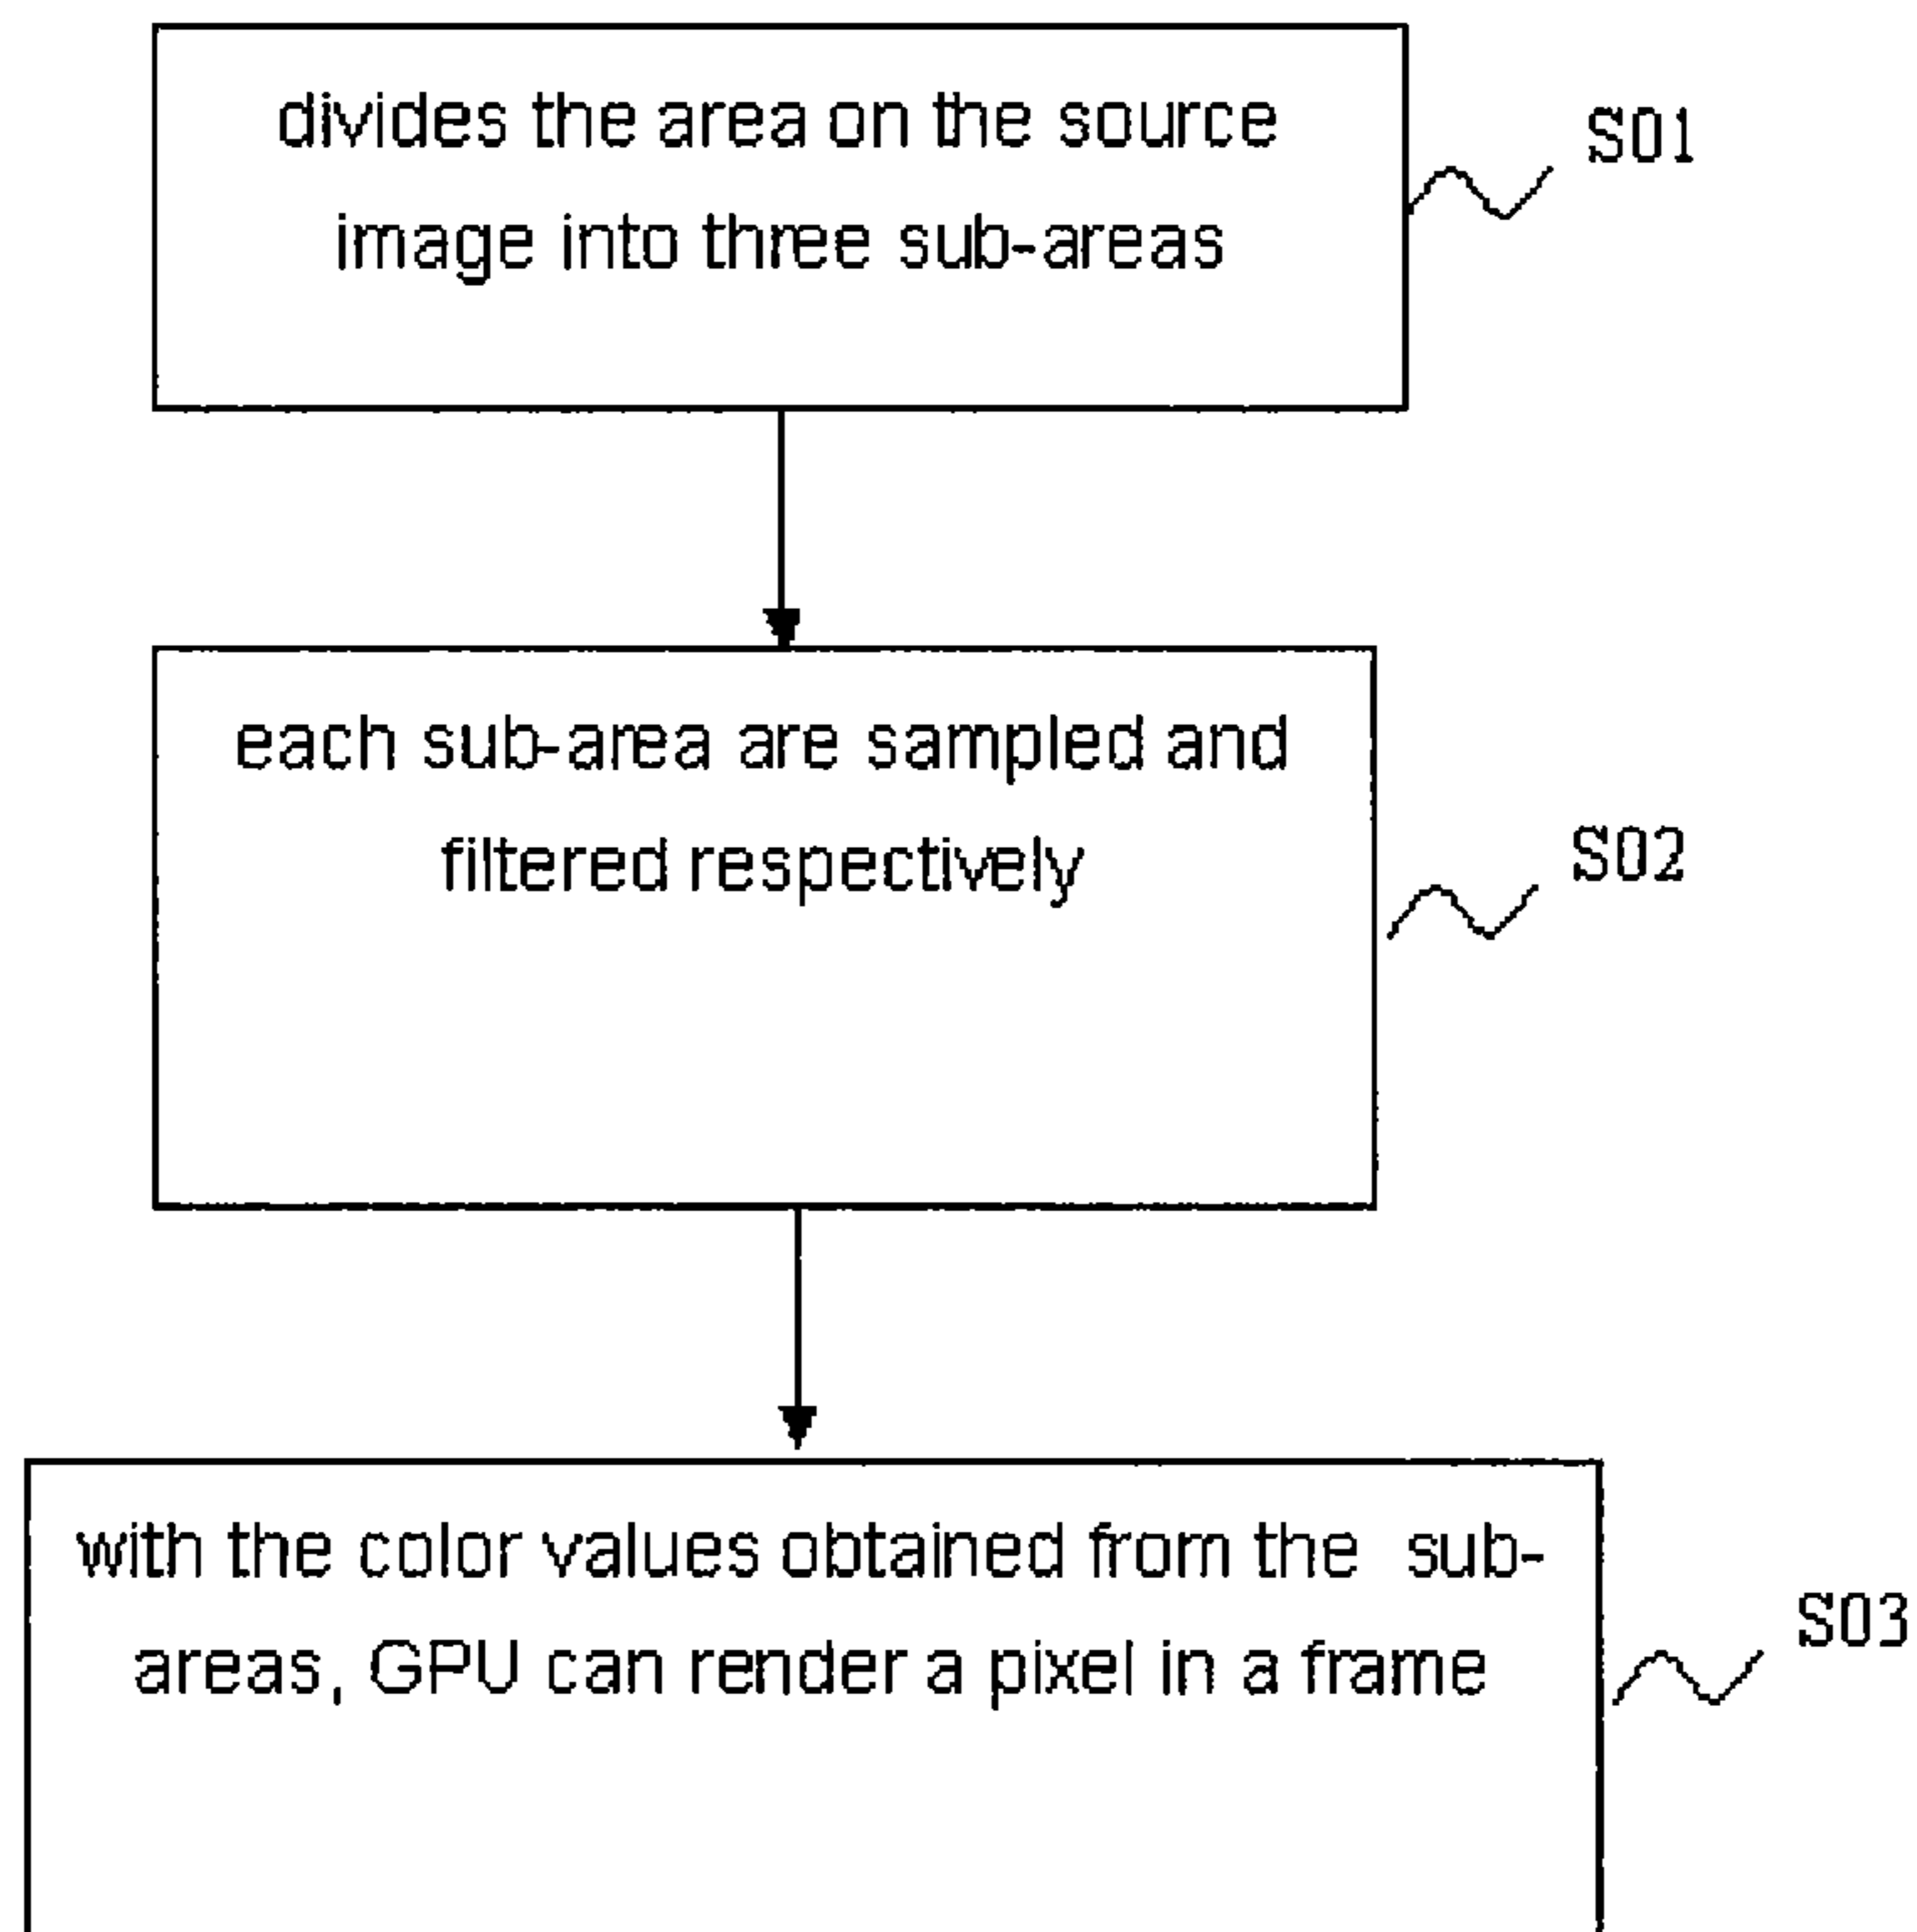 divides the area on the source
image into three sub-areas
S01
each sub-area are sampled and
filtered respectively
S02
with the color values obtained from the sub-
areas, GPU can render a pixel in a frame
S03